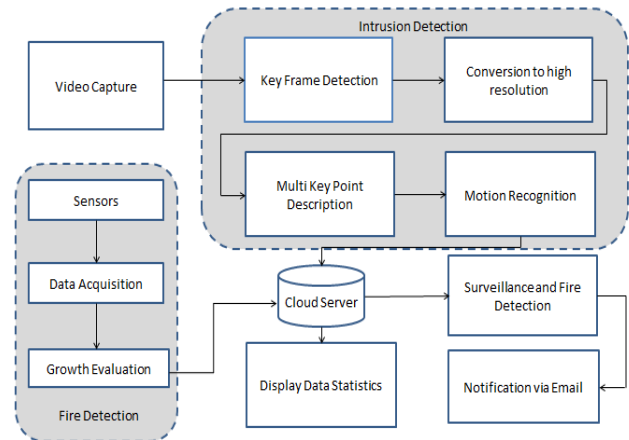 Intrusion Detection
Video Capture
Key Frame Detection
Conversion to high
resolution
Multi Key Point
Description
Motion Recognition
Sensors
Data Acquisition
Growth Evaluation
Fire Detection
Cloud Server
Surveillance and Fire
Detection
Display Data Statistics
Notification via Email